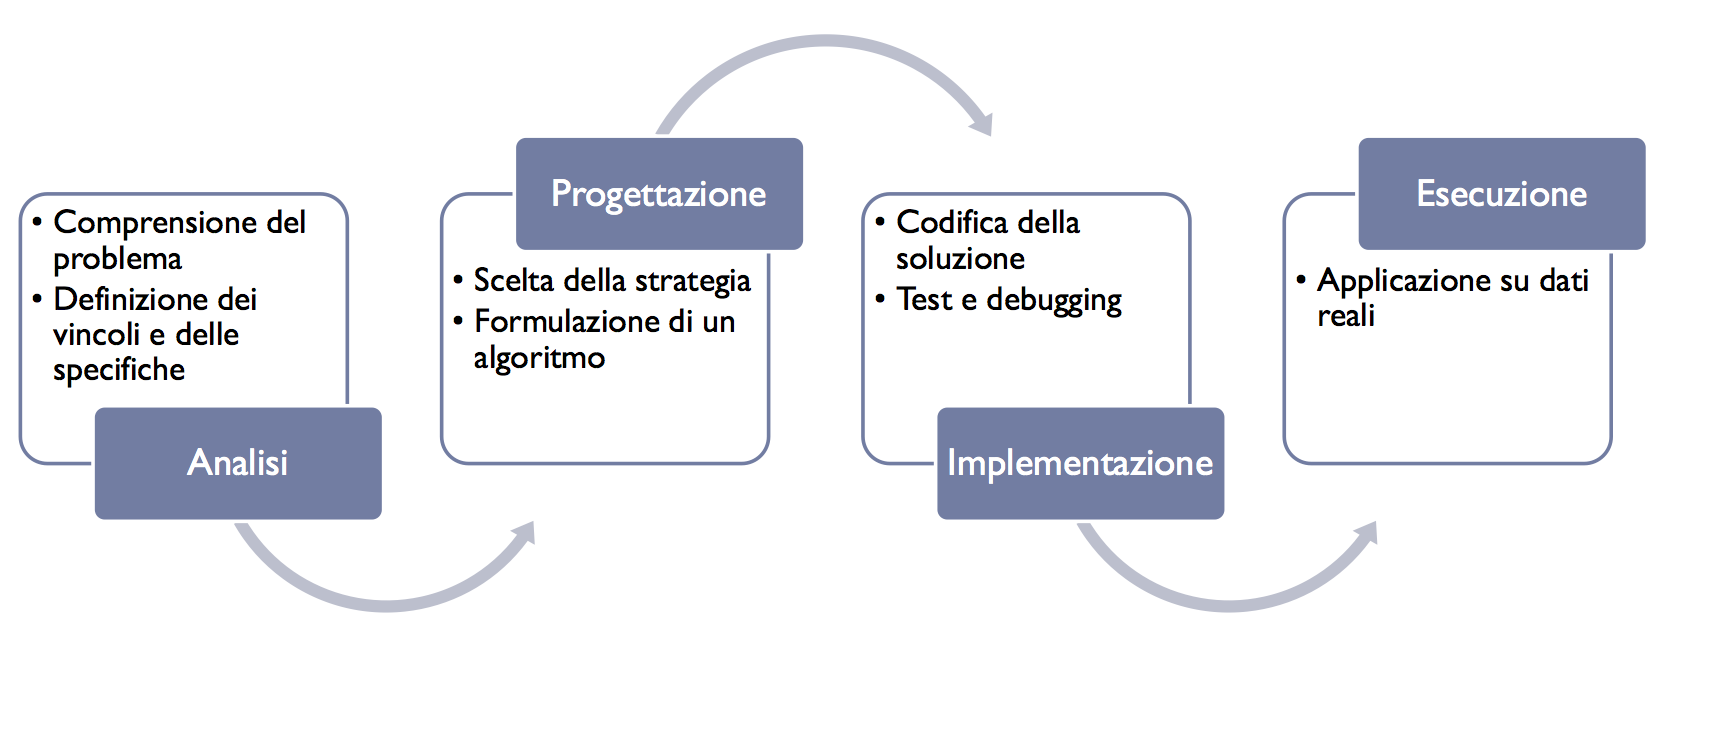 • Comprensione del
problema
• Definizione dei
vincoli e delle
specifiche
Analisi
Progettazione
• Scelta della strategia
• Formulazione di un
algoritmo
• Codifica della
soluzione
• Test e debugging
Implementazione
Esecuzione
• Applicazione su dati
reali